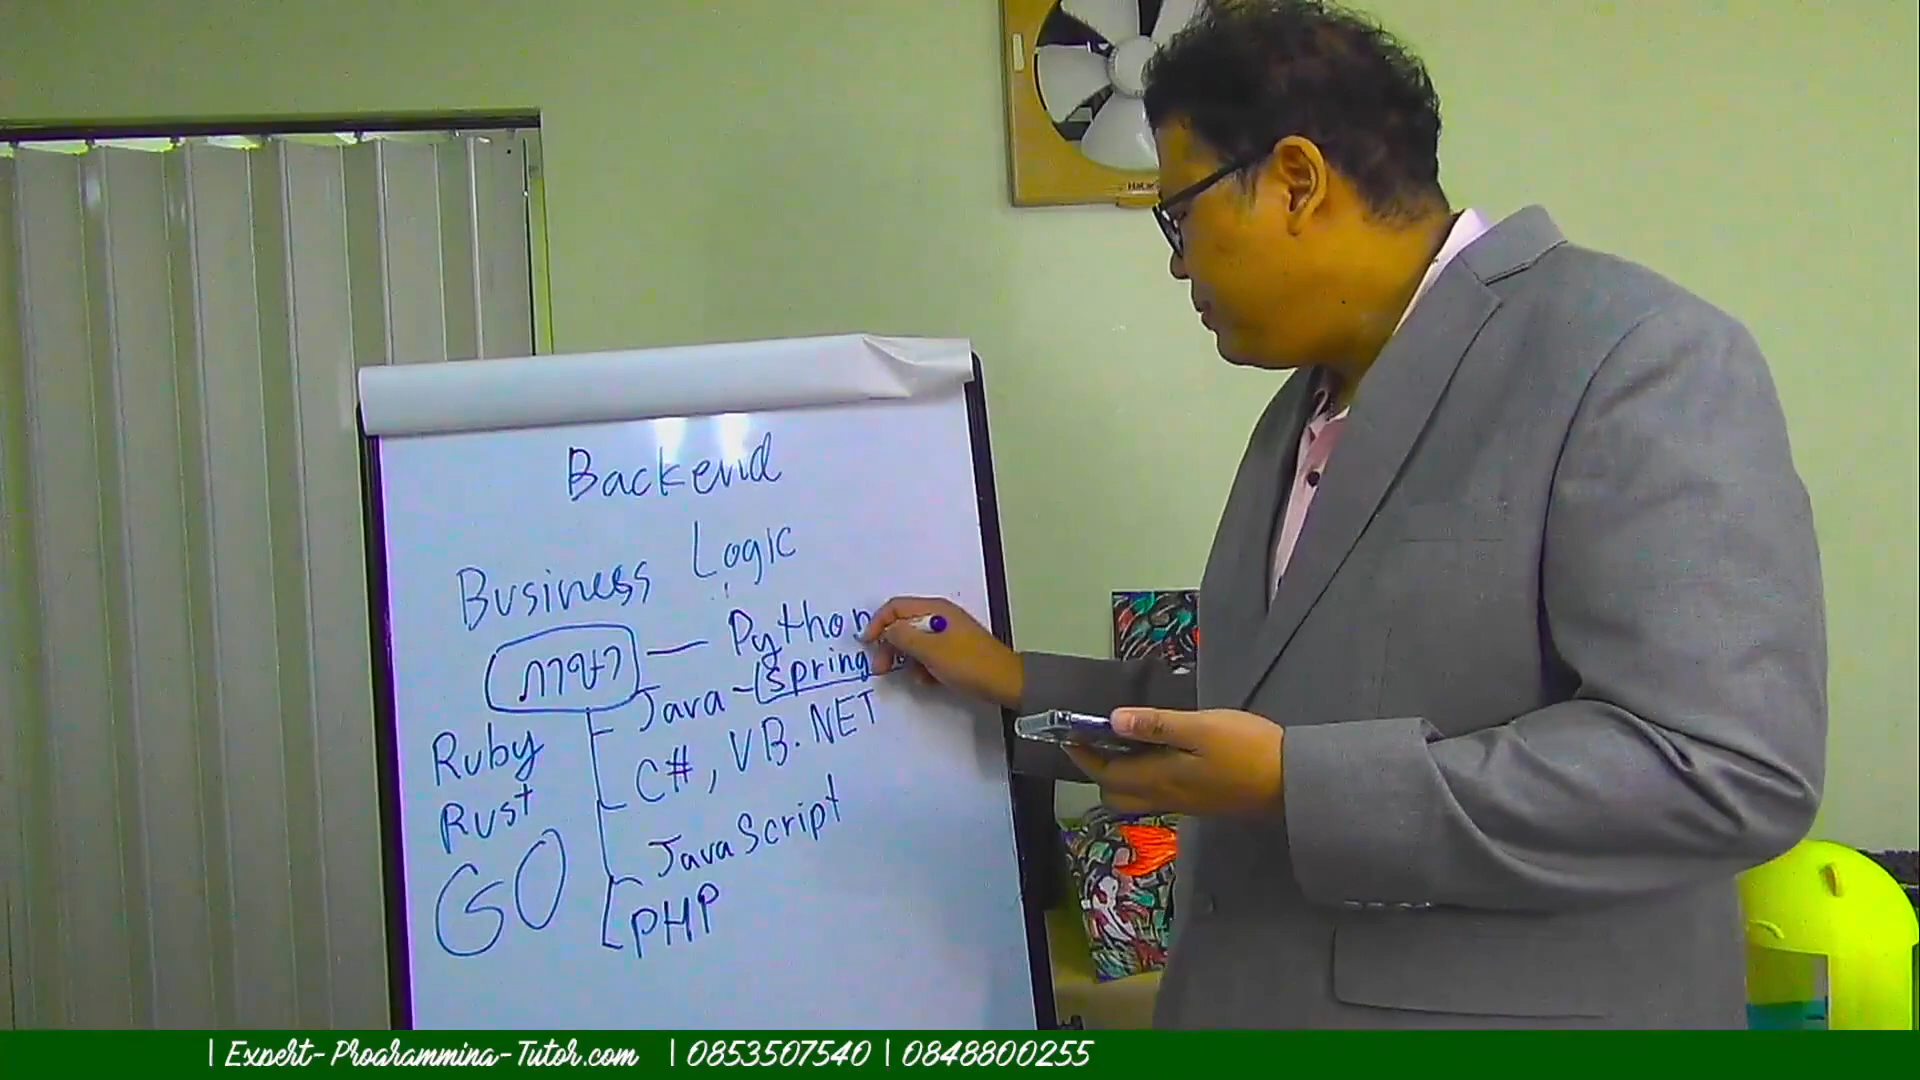 Backend
Business Logic
ภาษา — Python
Java - (spring
C#, VB.NET
JavaScript
PHP
Ruby
Rust
GO
| Expert-Programming-Tutor.com | 0853507540 | 0848800255